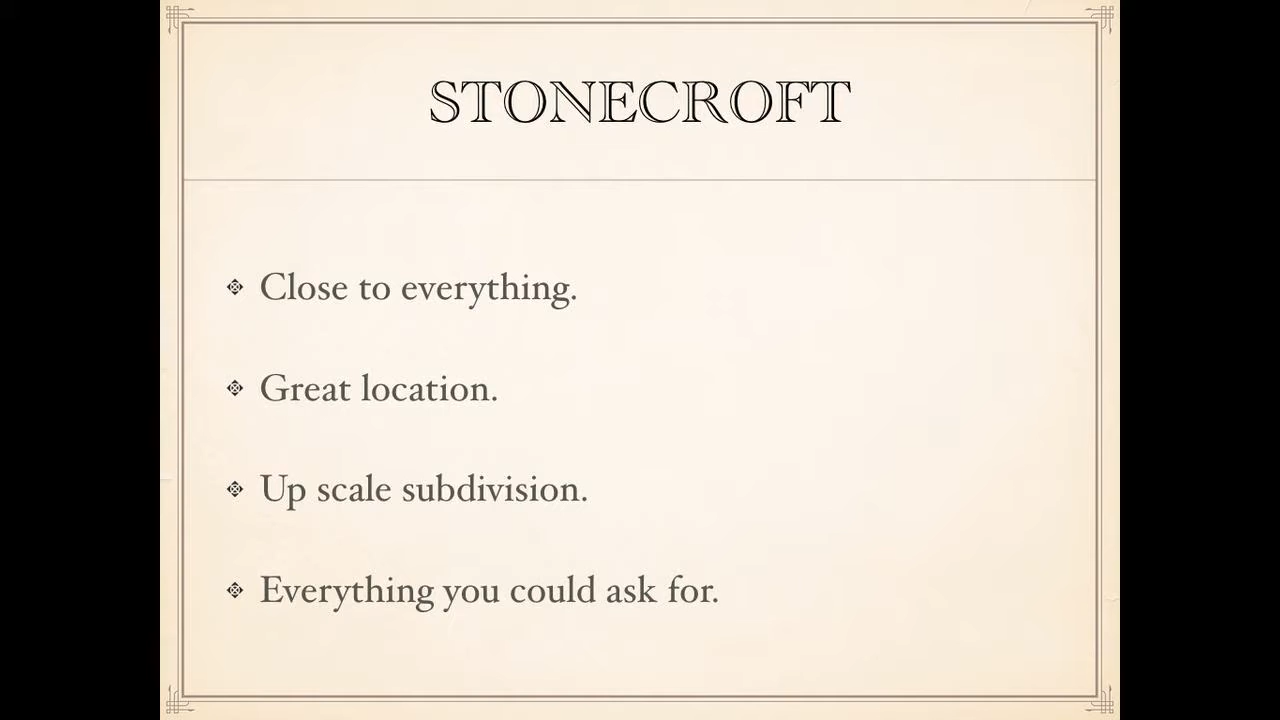 STONECROFT
Close to everything.
Great location.
Up scale subdivision.
Everything you could ask for.